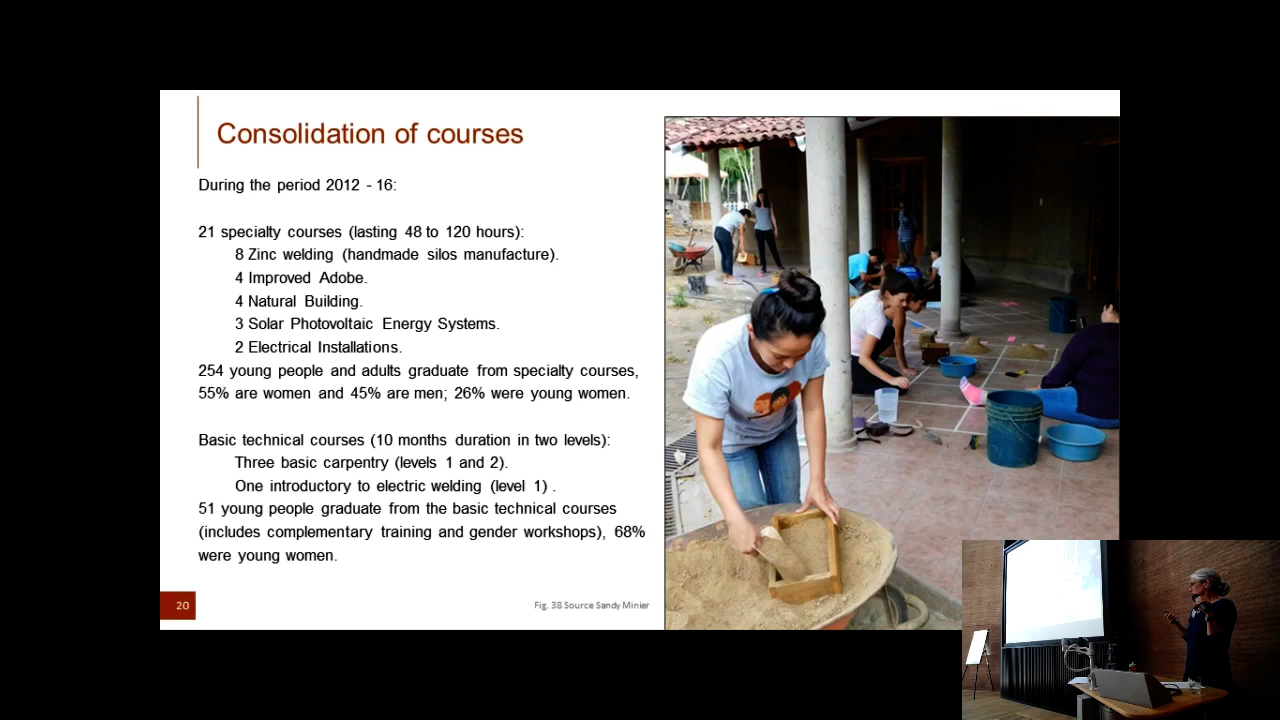 Consolidation of courses
During the period 2012 - 16:
21 specialty courses (lasting 48 to 120 hours):
8 Zinc welding (handmade silos manufacture).
4 Improved Adobe.
4 Natural Building.
3 Solar Photovoltaic Energy Systems.
2 Electrical Installations.
254 young people and adults graduate from specialty courses,
55% are women and 45% are men; 26% were young women.
Basic technical courses (10 months duration in two levels):
Three basic carpentry (levels 1 and 2).
One introductory to electric welding (level 1) .
51 young people graduate from the basic technical courses
(includes complementary training and gender workshops), 68%
were young women.
20
Fig. 38 Source Sandy Minier